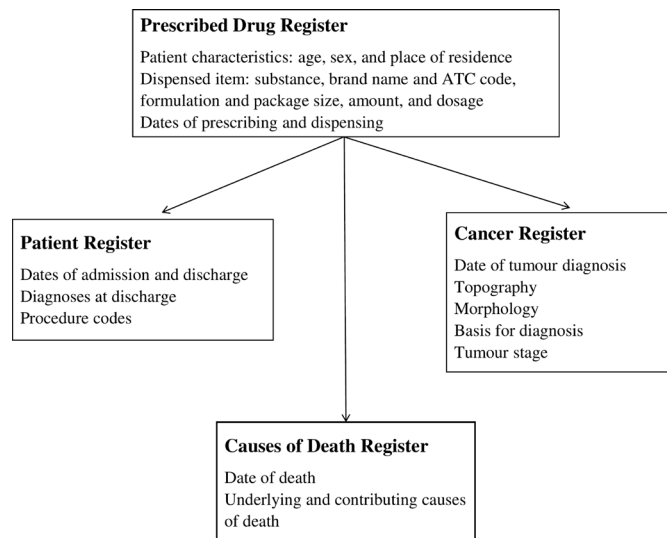 Prescribed Drug Register
Patient characteristics: age, sex, and place of residence
Dispensed item: substance, brand name and ATC code,
formulation and package size, amount, and dosage
Dates of prescribing and dispensing
Patient Register
Dates of admission and discharge
Diagnoses at discharge
Procedure codes
Cancer Register
Date of tumour diagnosis
Topography
Morphology
Basis for diagnosis
Tumour stage
Causes of Death Register
Date of death
Underlying and contributing causes
of death